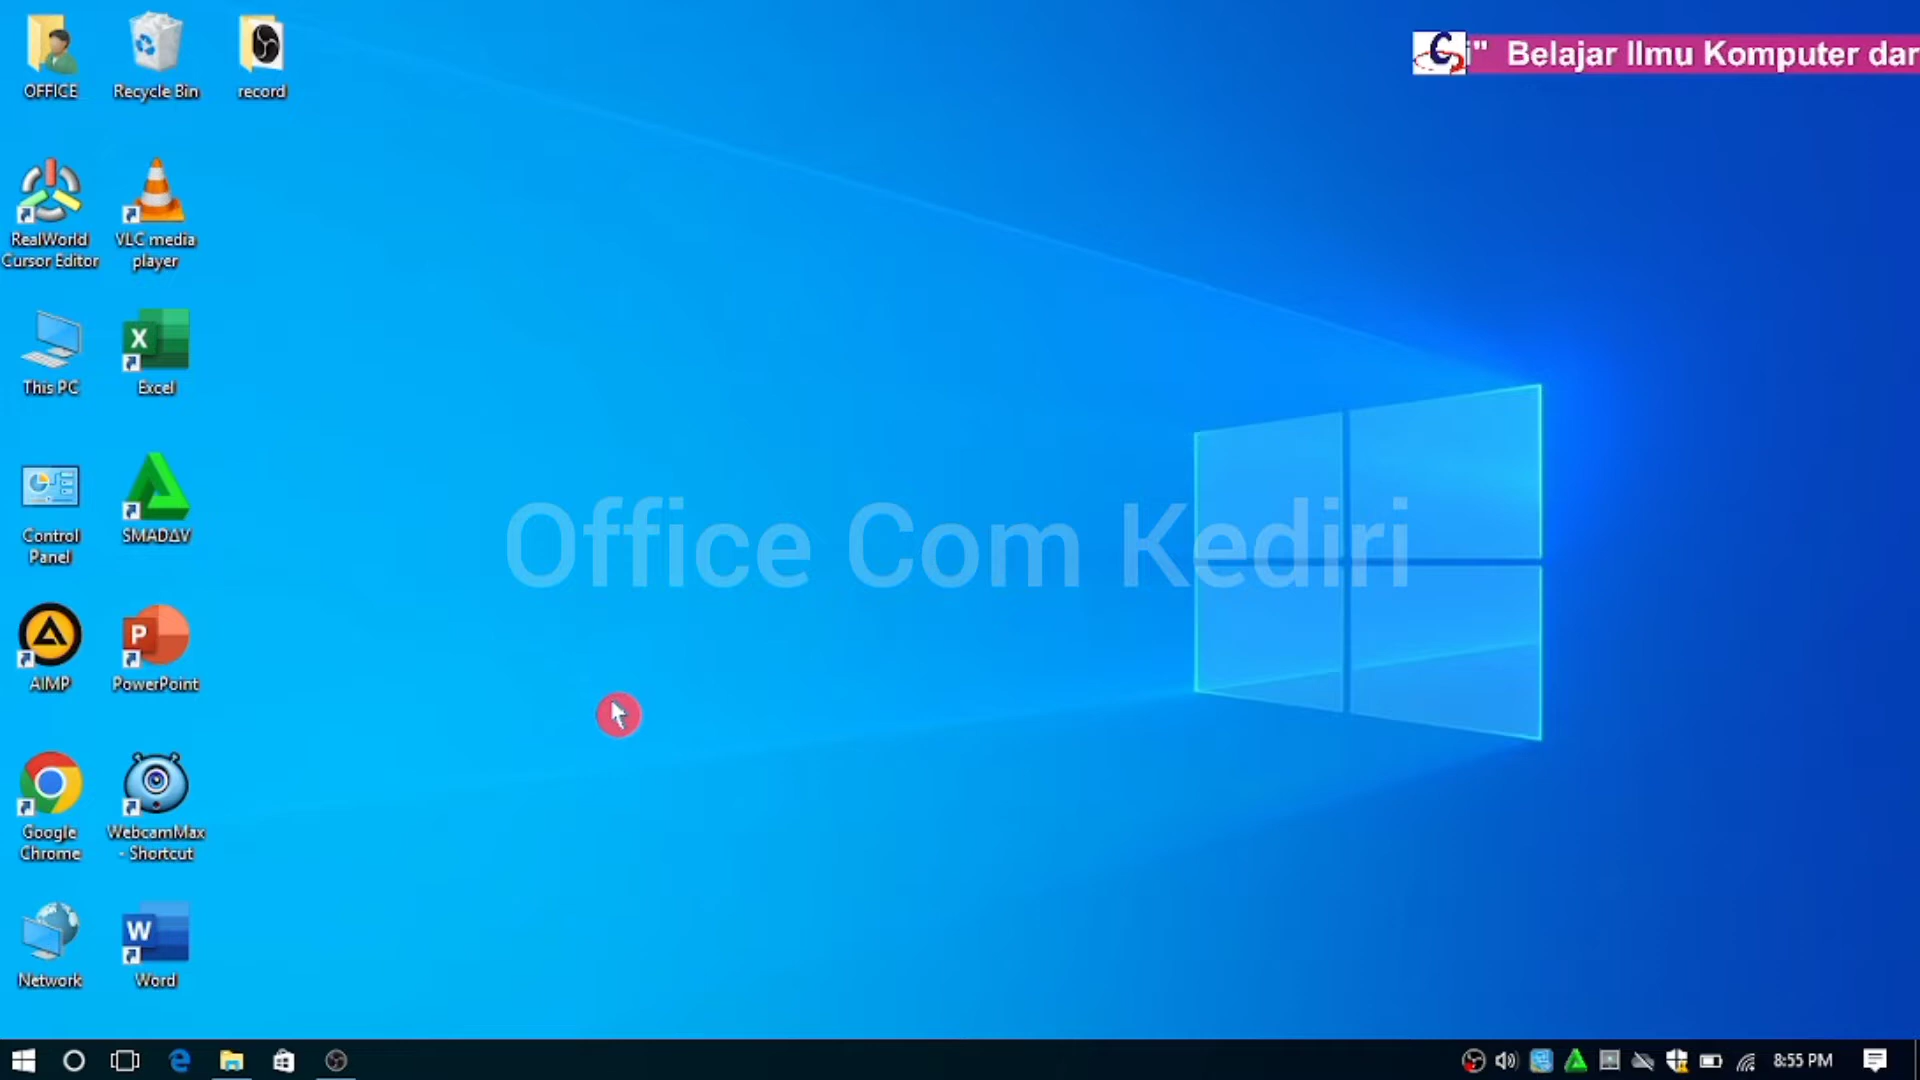 OFFICE
Recycle Bin
record
i" Belajar Ilmu Komputer dar
RealWorld
Cursor Editor
VLC media
player
This PC
Excel
Control
Panel
SMADΔV
Office Com Kediri
AIMP
PowerPoint
Google
Chrome
WebcamMax
- Shortcut
Network
Word
8:55 PM